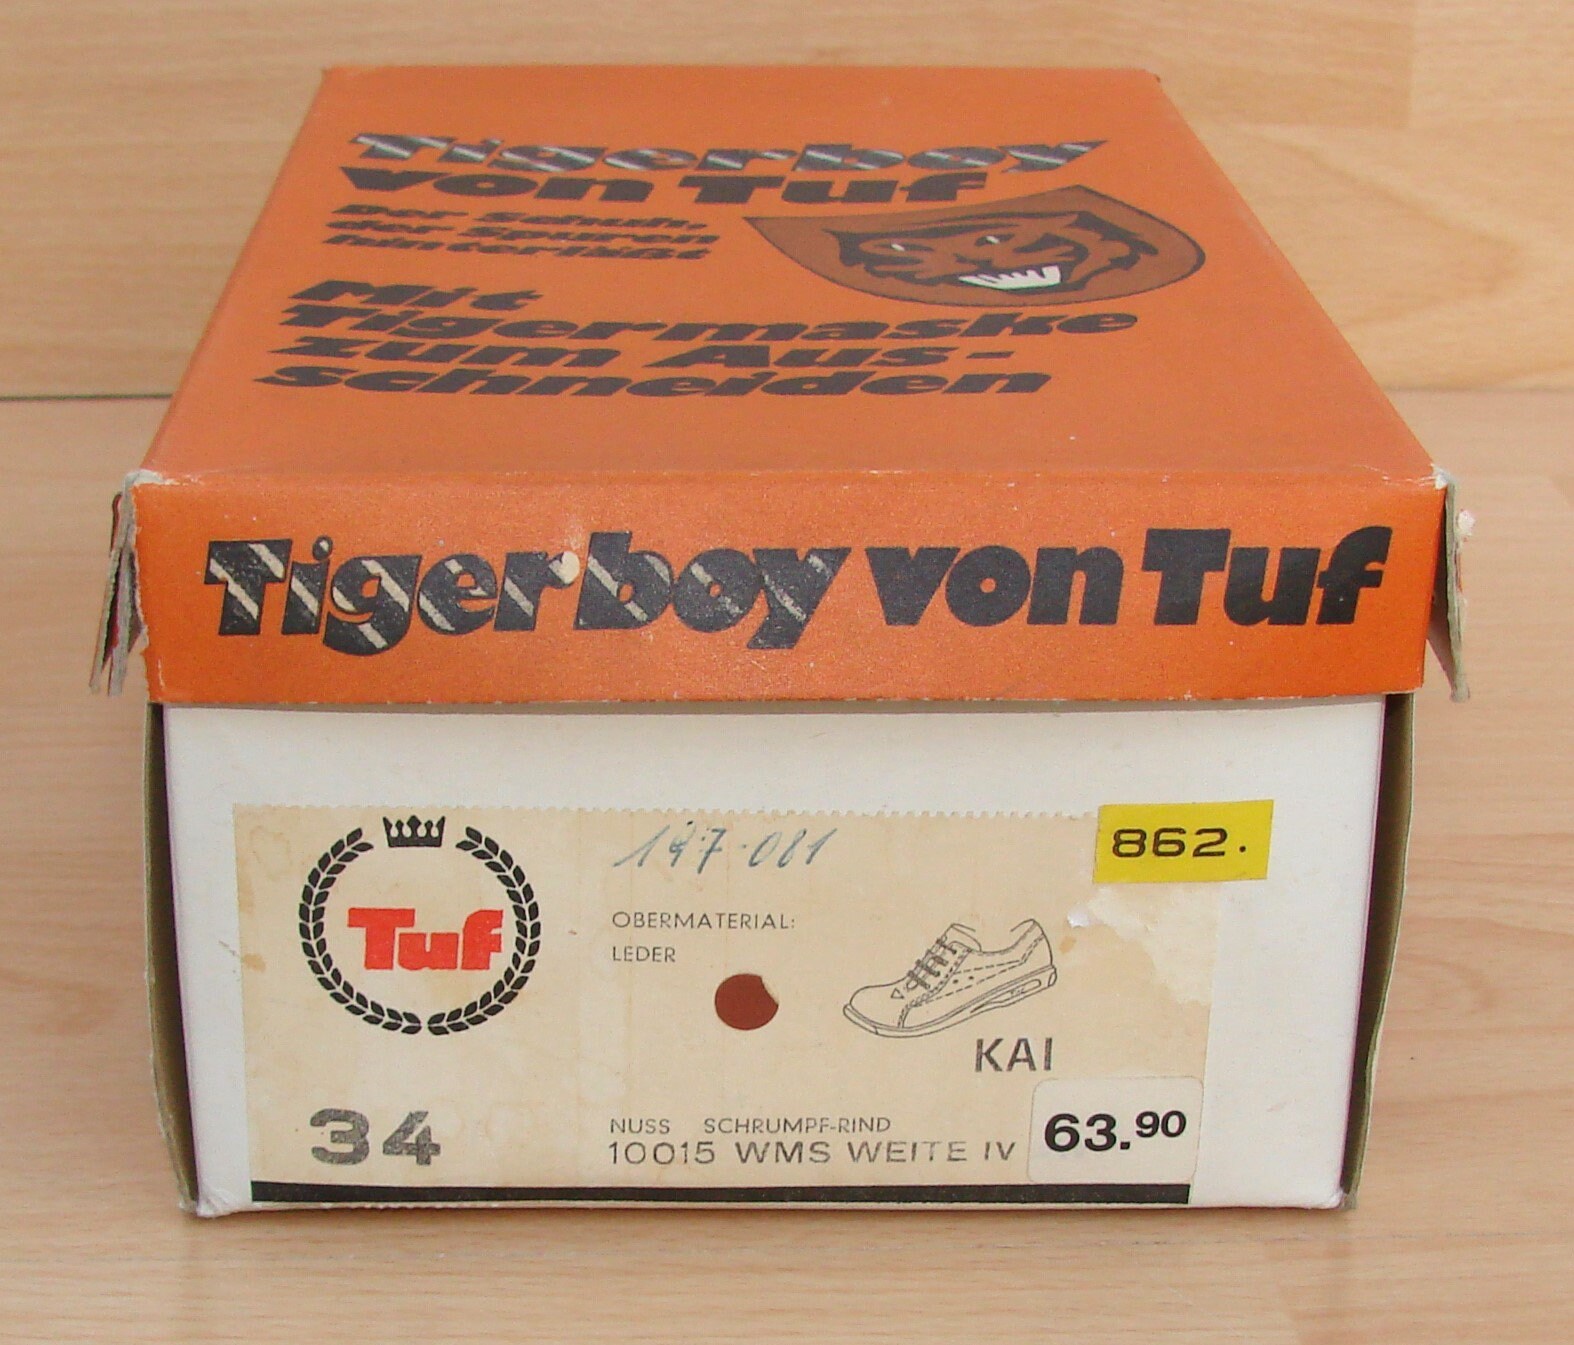 Tigerboy
von Tuf
Der Schuh,
der Spuren
hinterläßt
Mit
Tigermaske
zum Aus-
schneiden
Tigerboy von Tuf
147-081
862.
Tuf
OBERMATERIAL:
LEDER
KAI
34
NUSS SCHRUMPF-RIND
10015 WMS WEITE IV
63.90